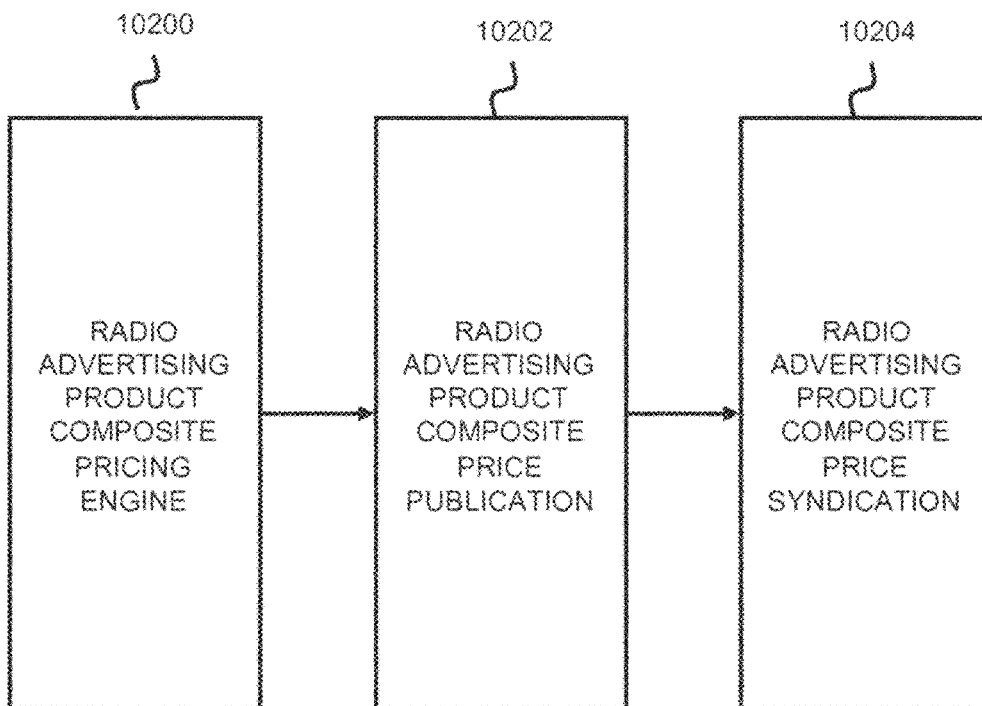 10200
10202
10204
RADIO
ADVERTISING
PRODUCT
COMPOSITE
PRICING
ENGINE
RADIO
ADVERTISING
PRODUCT
COMPOSITE
PRICE
PUBLICATION
RADIO
ADVERTISING
PRODUCT
COMPOSITE
PRICE
SYNDICATION